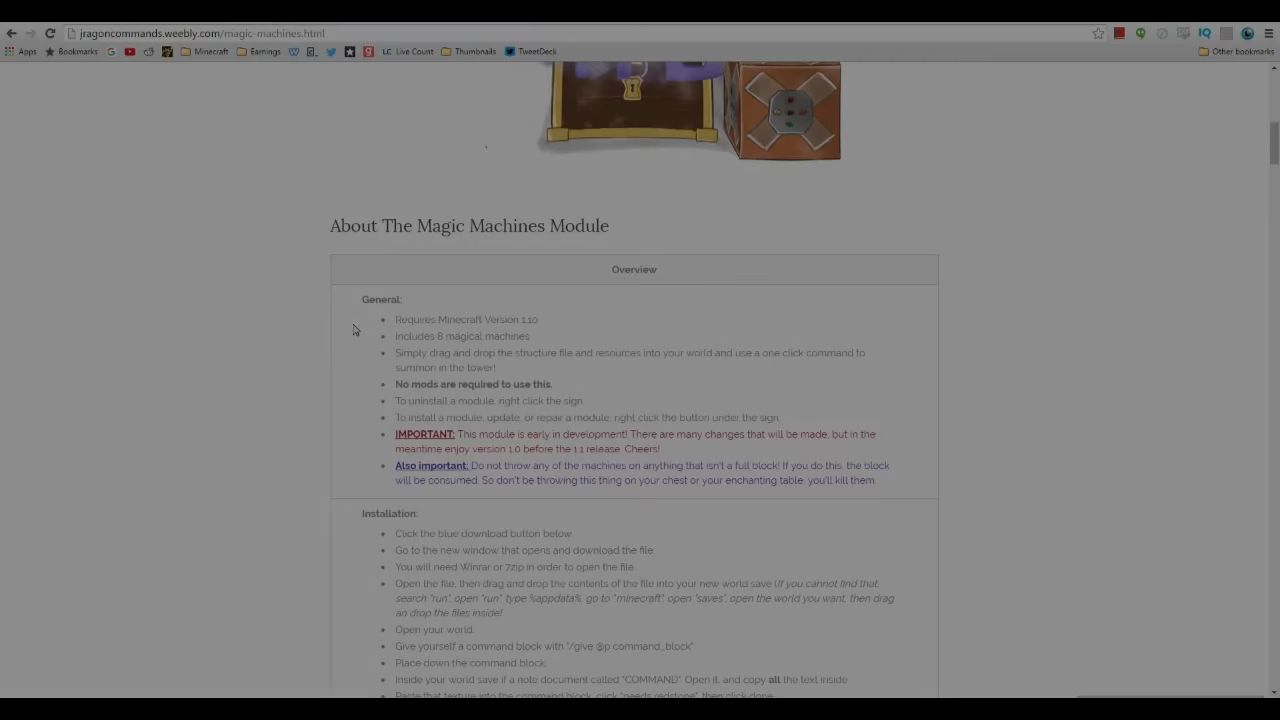 jragoncommands.weebly.com/magic-machines.html
Apps Bookmarks Minecraft Earnings Live Count Thumbnails TweetDeck Other bookmarks
About The Magic Machines Module
Overview
General:
Requires Minecraft Version 1.10
Includes 8 magical machines
Simply drag and drop the structure file and resources into your world and use a one click command to
summon in the tower!
No mods are required to use this.
To uninstall a module, right click the sign.
To install a module, update, or repair a module, right click the button under the sign.
IMPORTANT: This module is early in development! There are many changes that will be made, but in the
meantime enjoy version 1.0 before the 1.1 release. Cheers!
Also important: Do not throw any of the machines on anything that isn't a full block! If you do this, the block
will be consumed. So don't be throwing this thing on your chest or your enchanting table, you'll kill them.
Installation:
Click the blue download button below
Go to the new window that opens and download the file.
You will need Winrar or 7zip in order to open the file.
Open the file, then drag and drop the contents of the file into your new world save (If you cannot find that,
search "run", open "run" type %appdata%, go to ".minecraft", open "saves", open the world you want, then drag
an drop the files inside!
Open your world.
Give yourself a command block with "/give @p command_block"
Place down the command block.
Inside your world save if a note document called "COMMAND". Open it, and copy all the text inside
Paste that texture into the command block, click "needs redstone", then click done